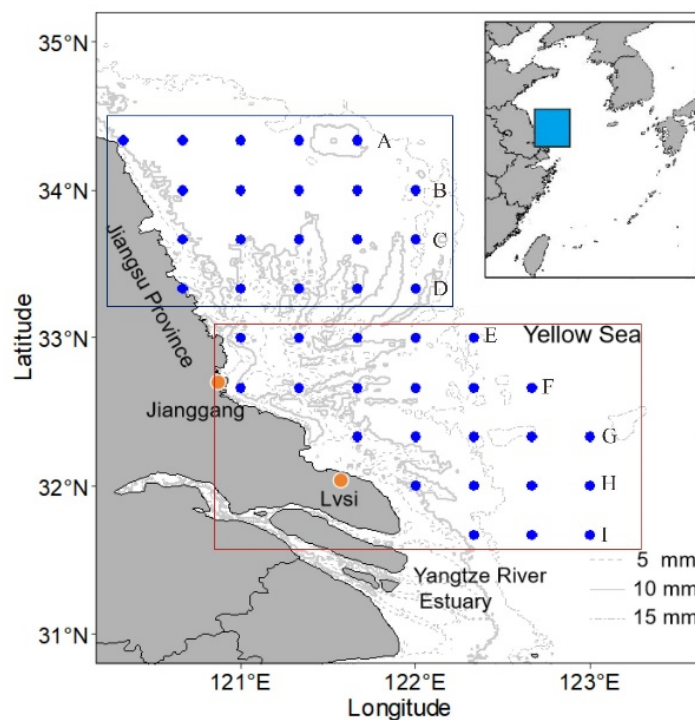 35°N
34°N
33°N
32°N
31°N
Latitude
A
B
C
D
Jiangsu Province
E
Yellow Sea
F
Jianggang
G
H
Lvsi
I
Yangtze River
Estuary
5 mm
10 mm
15 mm
121°E
122°E
123°E
Longitude